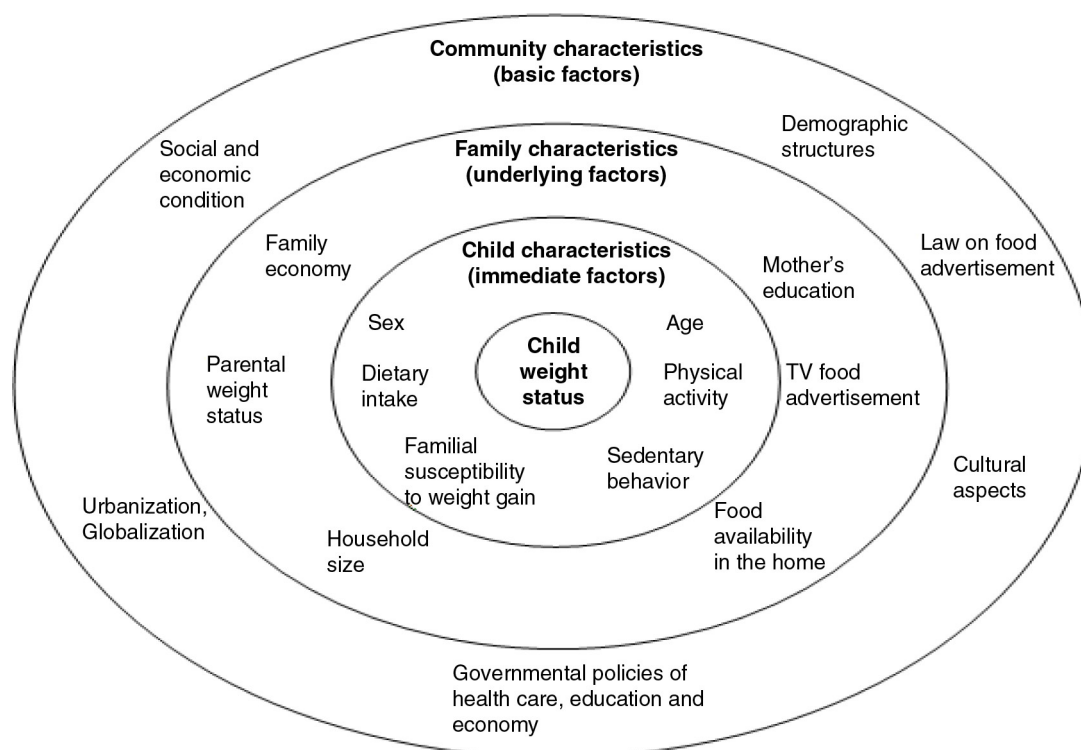 Community characteristics
(basic factors)
Demographic
structures
Social and
economic
condition
Family characteristics
(underlying factors)
Family
economy
Law on food
advertisement
Child characteristics
(immediate factors)
Mother's
education
Sex
Age
Child
weight
status
Parental
weight
status
Dietary
intake
Physical
activity
TV food
advertisement
Familial
susceptibility
to weight gain
Sedentary
behavior
Cultural
aspects
Urbanization,
Globalization
Household
size
Food
availability
in the home
Governmental policies of
health care, education and
economy